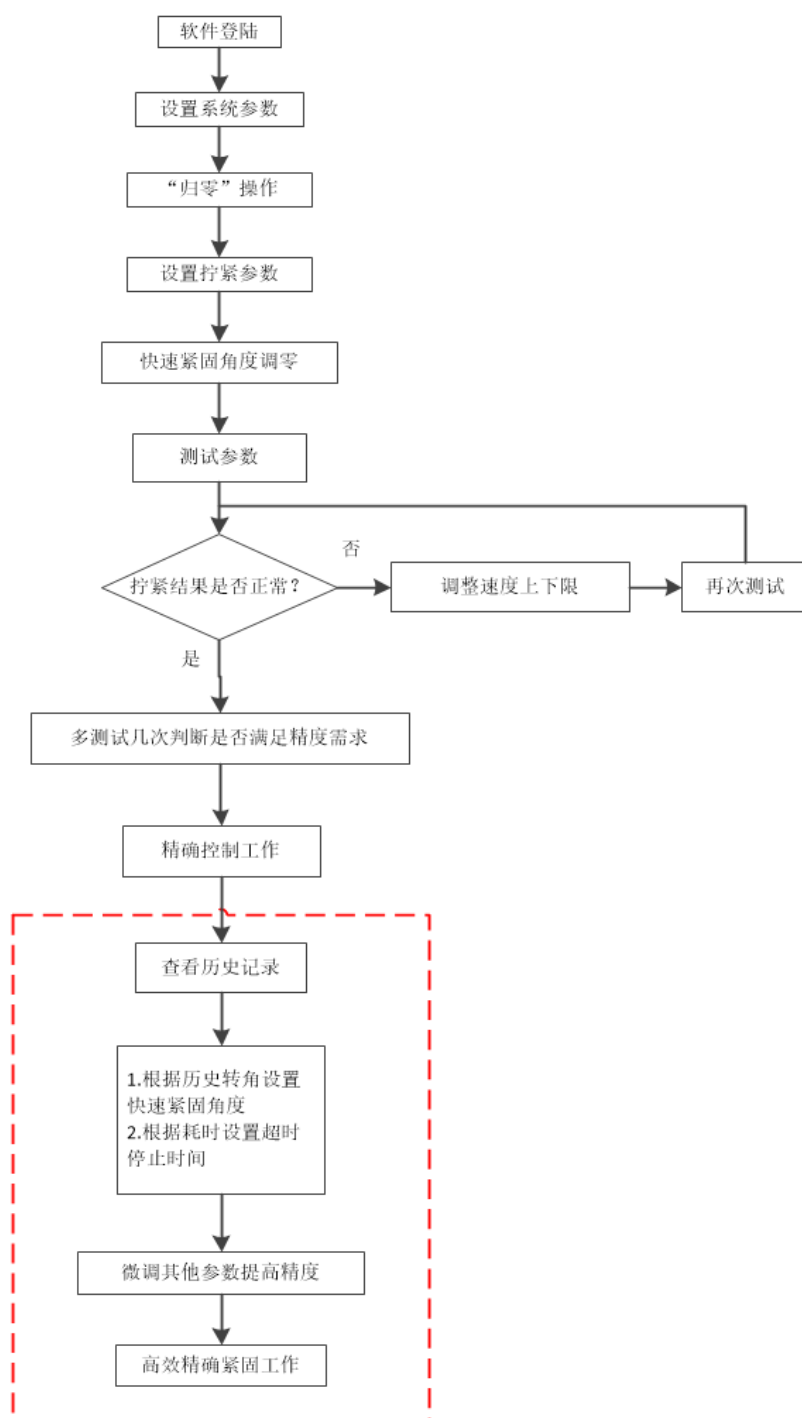 软件登陆
设置系统参数
“归零”操作
设置拧紧参数
快速紧固角度调零
测试参数
拧紧结果是否正常？
否
调整速度上下限
再次测试
是
多测试几次判断是否满足精度需求
精确控制工作
查看历史记录
1.根据历史转角设置
快速紧固角度
2.根据耗时设置超时
停止时间
微调其他参数提高精度
高效精确紧固工作